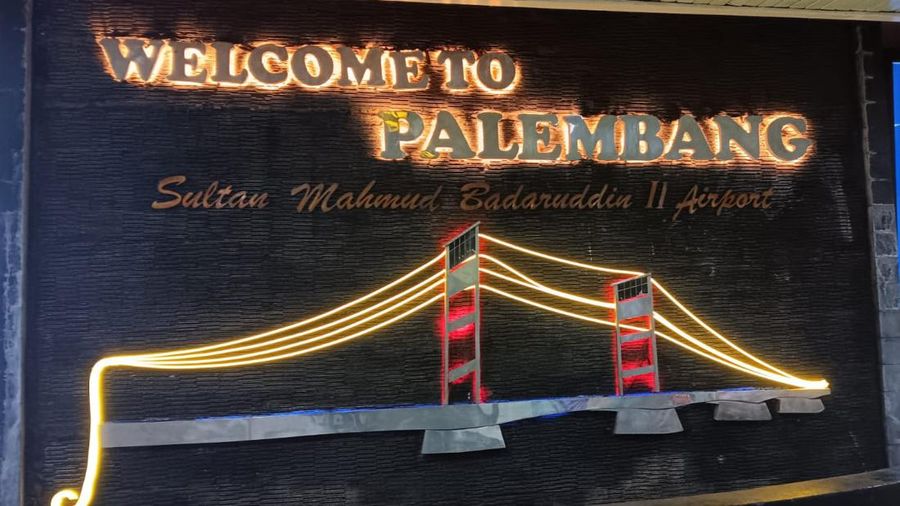 WELCOME TO
PALEMBANG
Sultan Mahmud Badaruddin II Airport